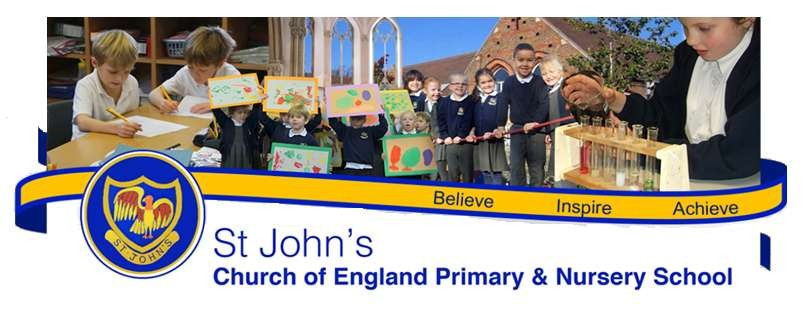 Believe Inspire Achieve
ST·JOHN'S
St John's
Church of England Primary & Nursery School